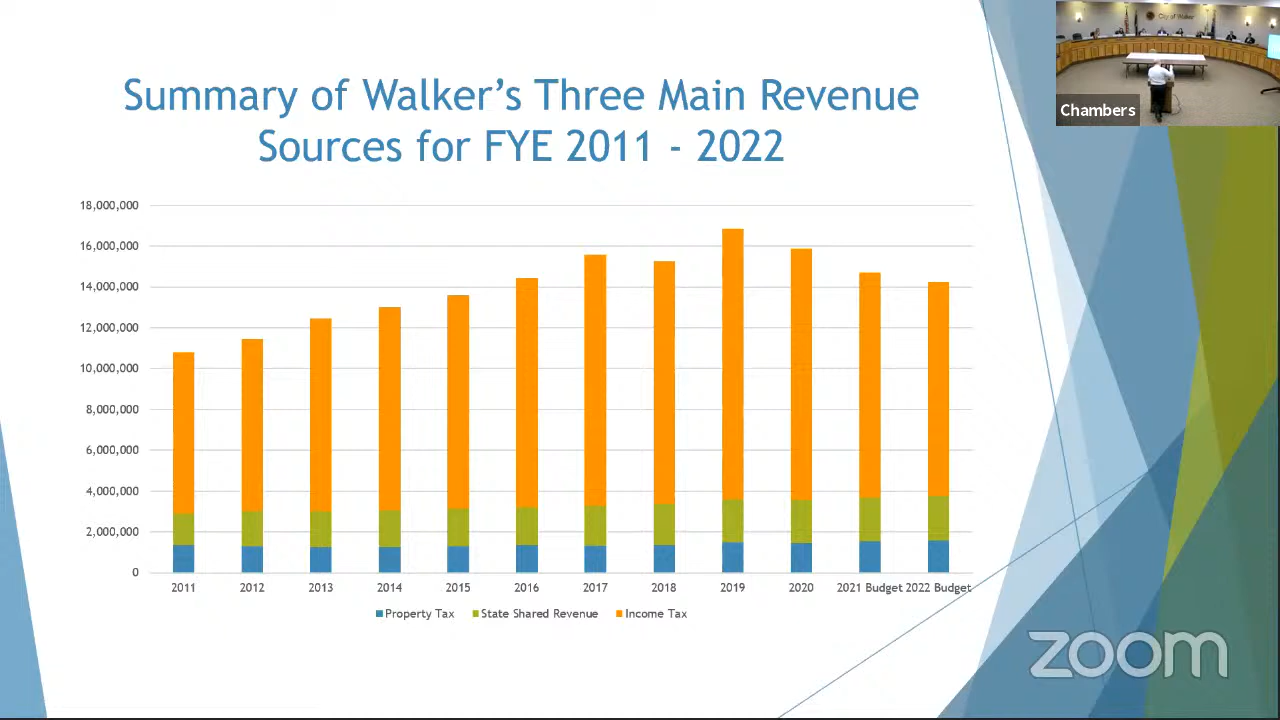 Summary of Walker's Three Main Revenue
Sources for FYE 2011 - 2022
City of Walker
Chambers
18,000,000
16,000,000
14,000,000
12,000,000
10,000,000
8,000,000
6,000,000
4,000,000
2,000,000
0
2011 2012 2013 2014 2015 2016 2017 2018 2019 2020 2021 Budget 2022 Budget
Property Tax State Shared Revenue Income Tax
zoom